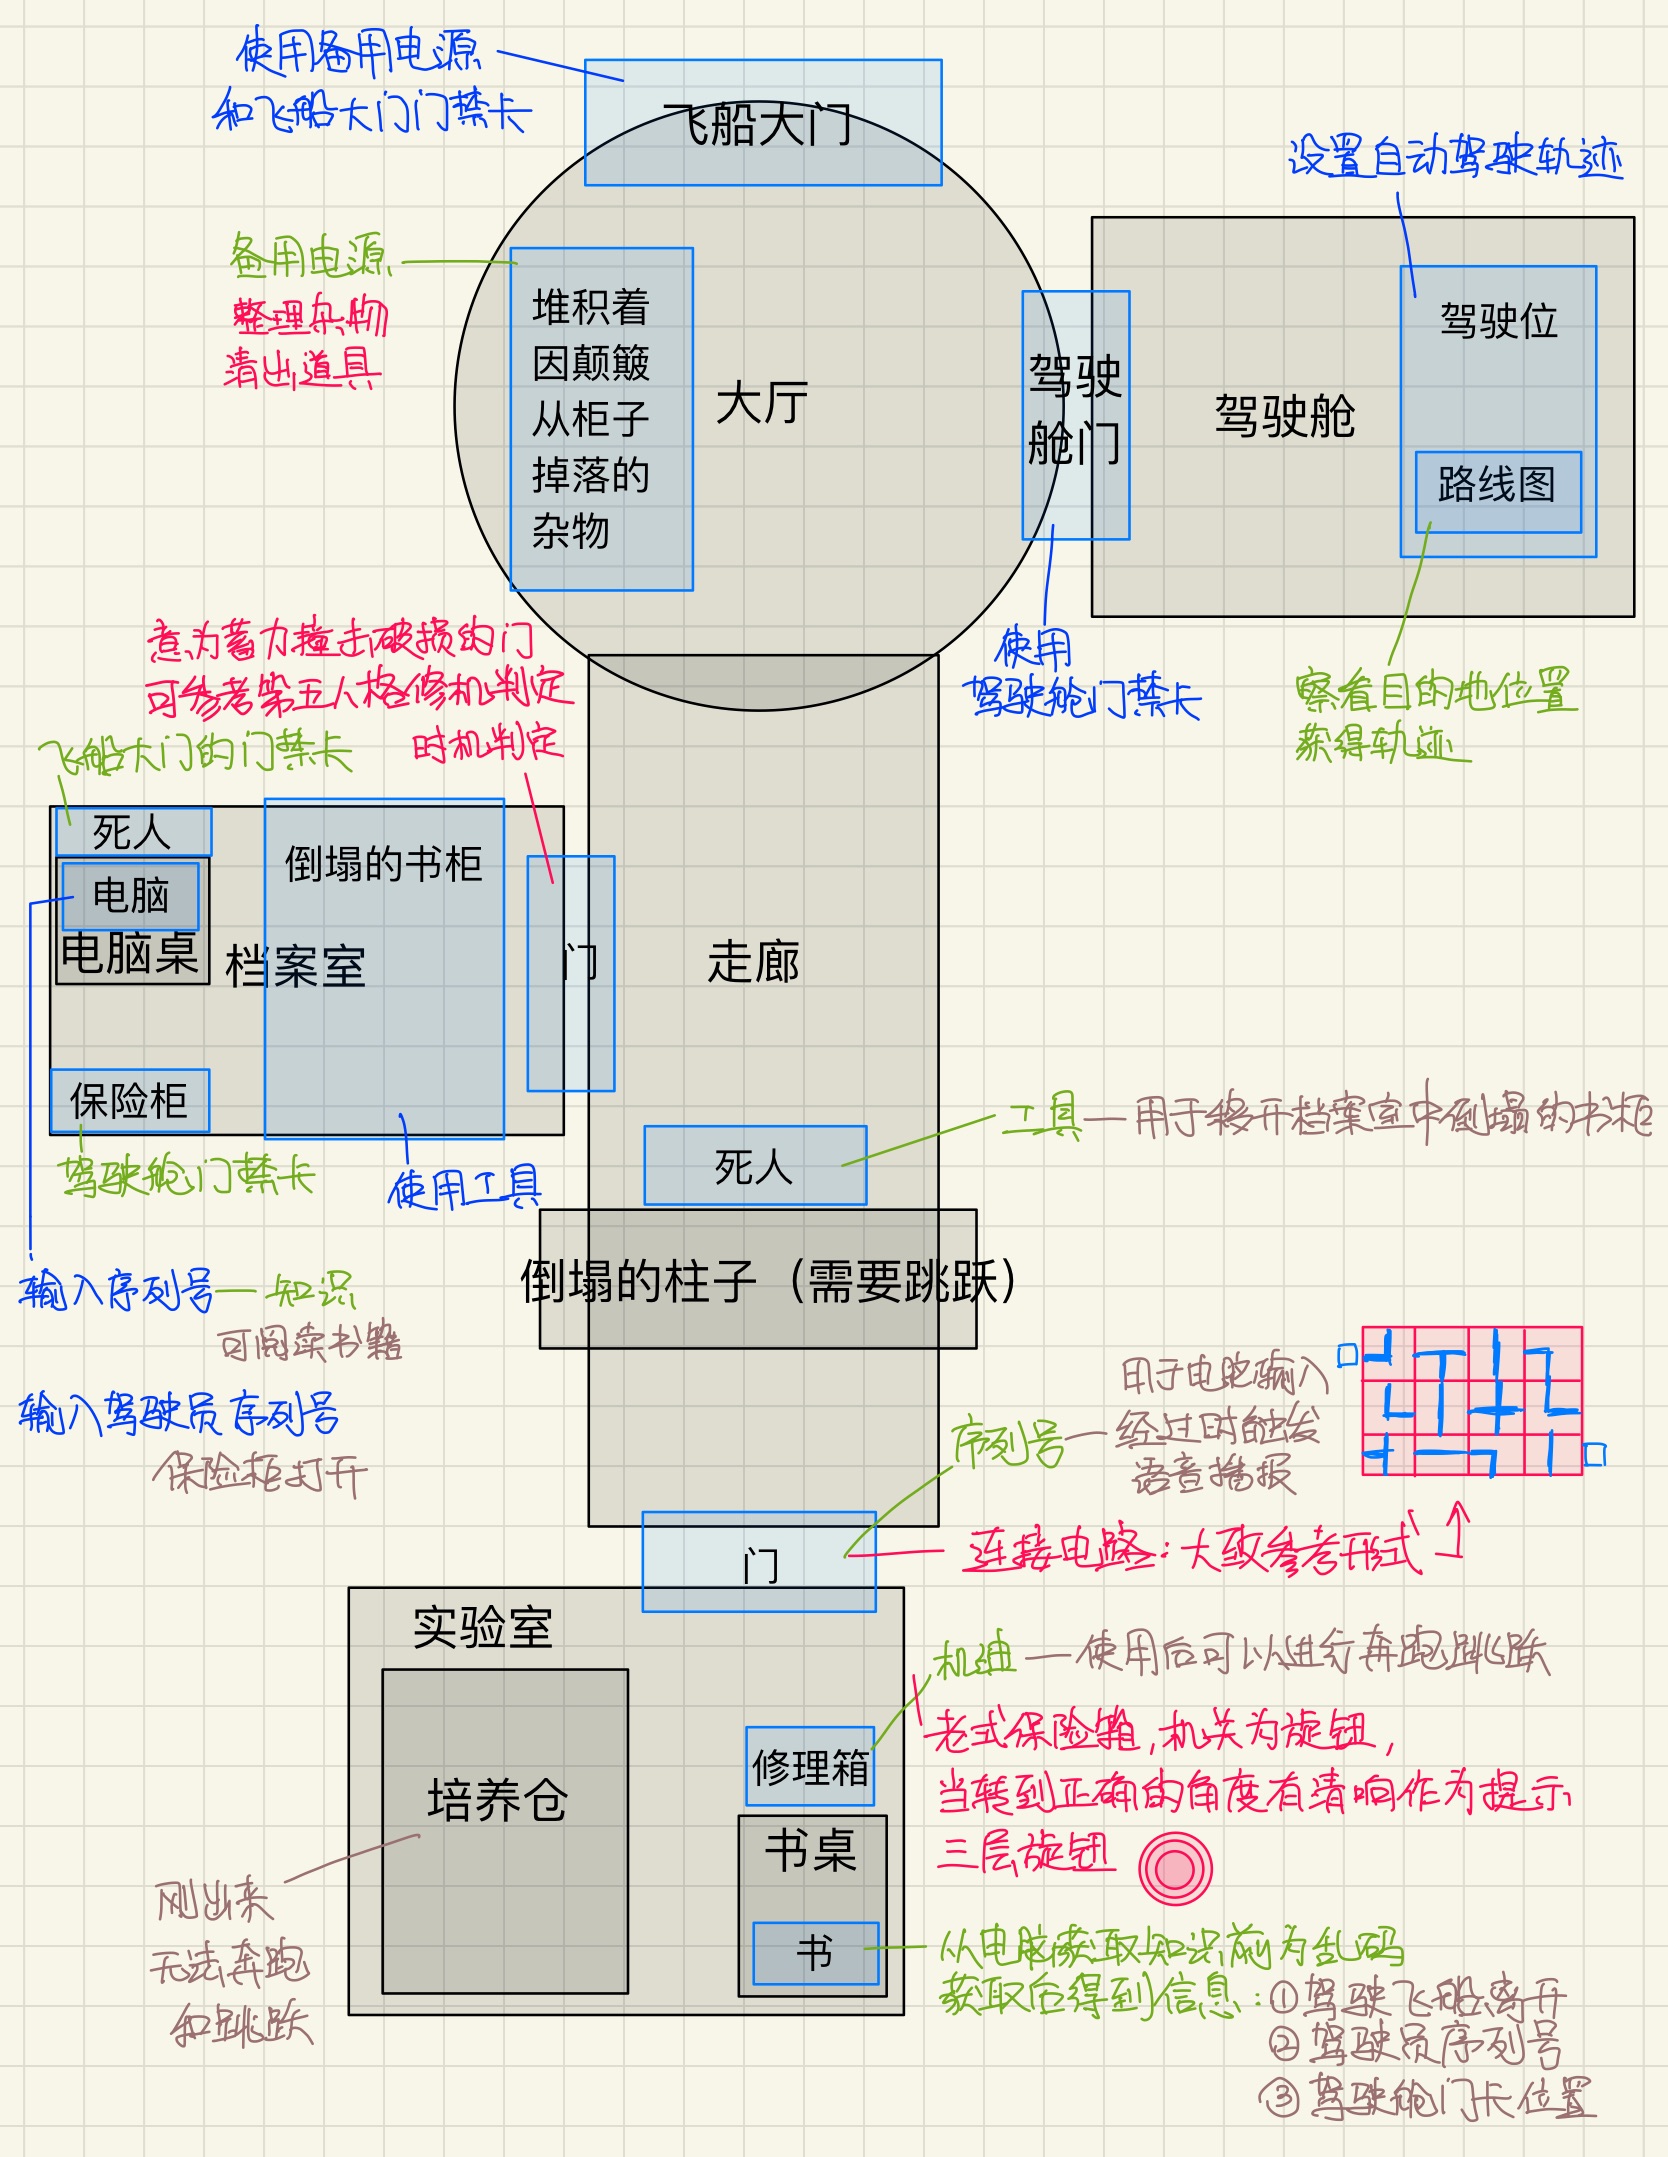 使用备用电源
和飞船大门门禁卡
飞船大门
设置自动驾驶轨迹
备用电源
整理杂物
清出道具
堆积着
因颠簸
从柜子
掉落的
杂物
大厅
驾驶
舱门
驾驶舱
驾驶位
路线图
使用
驾驶舱门禁卡
察看目的地位置
获得轨迹
意为蓄力撞击破损的门
可参考第五人格修机判定
时机判定
飞船大门的门禁卡
死人
电脑
电脑桌
档案室
倒塌的书柜
门
走廊
保险柜
驾驶舱门禁卡
使用工具
工具—用于移开档案室中倒塌的书柜
死人
倒塌的柱子（需要跳跃）
输入序列号—知识
可阅读书籍
输入驾驶员序列号
保险柜打开
序列号—用于电脑输入
经过时触发
语音播报
门
连接电路：大致参考形式
实验室
培养仓
修理箱
书桌
书
机油—使用后可以进行奔跑跳跃
老式保险箱,机关为旋钮,
当转到正确的角度有清响作为提示
三层旋钮
刚出来
无法奔跑
和跳跃
从电脑获取知识前为乱码
获取后得到信息：①驾驶飞船离开
②驾驶员序列号
③驾驶舱门卡位置